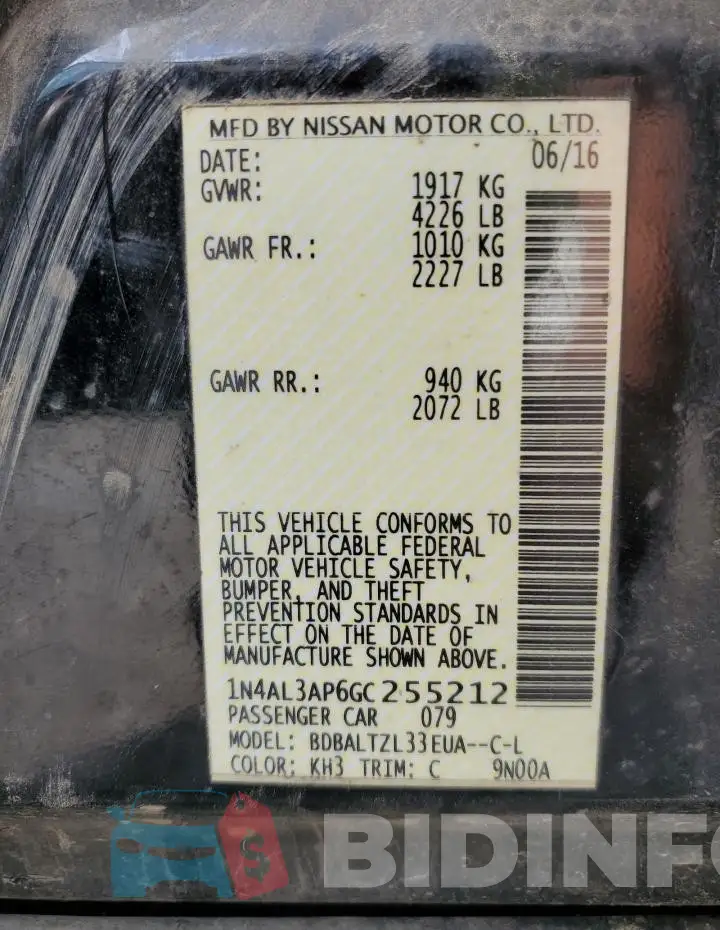 MFD BY NISSAN MOTOR CO., LTD.
DATE: 06/16
GVWR: 1917 KG
4226 LB
GAWR FR.: 1010 KG
2227 LB
GAWR RR.: 940 KG
2072 LB
THIS VEHICLE CONFORMS TO
ALL APPLICABLE FEDERAL
MOTOR VEHICLE SAFETY,
BUMPER, AND THEFT
PREVENTION STANDARDS IN
EFFECT ON THE DATE OF
MANUFACTURE SHOWN ABOVE.
1N4AL3AP6GC255212
PASSENGER CAR 079
MODEL: BDBALTZL33EUA--C-L
COLOR: KH3 TRIM: C 9N00A
$ BIDINFO